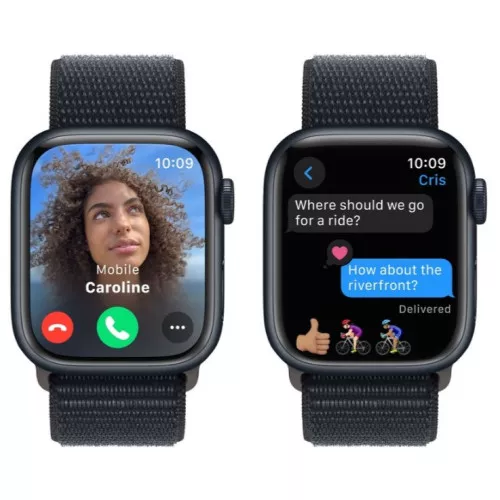 10:09
Mobile
Caroline
10:09
Cris
Where should we go
for a ride?
How about the
riverfront?
Delivered